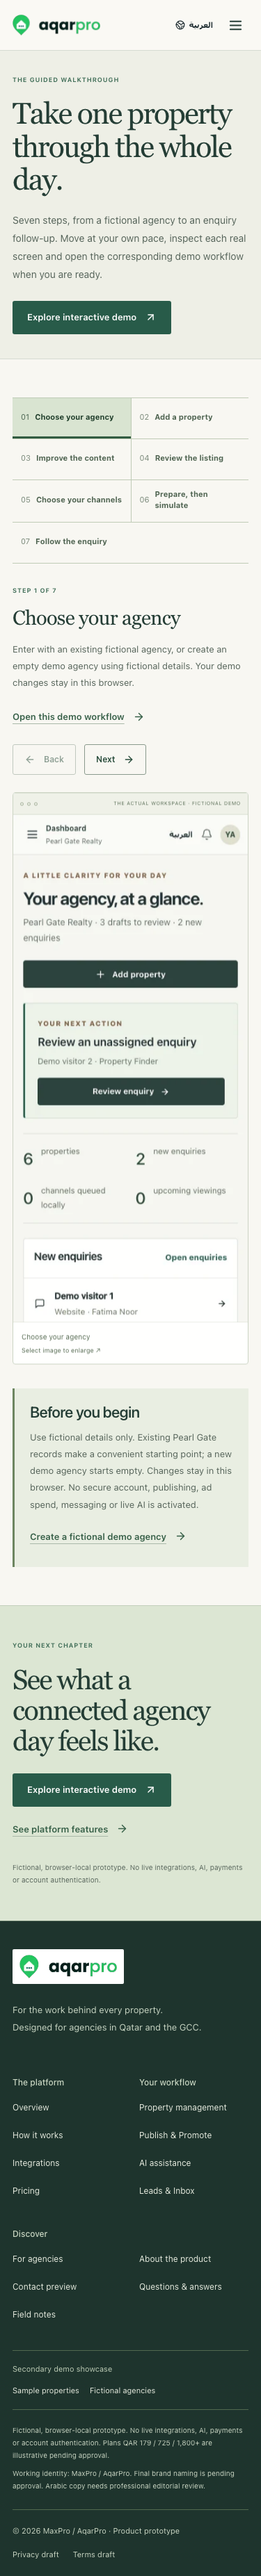 aqarpro
العربية
THE GUIDED WALKTHROUGH
Take one property
through the whole
day.
Seven steps, from a fictional agency to an enquiry
follow-up. Move at your own pace, inspect each real
screen and open the corresponding demo workflow
when you are ready.
Explore interactive demo
01 Choose your agency
02 Add a property
03 Improve the content
04 Review the listing
05 Choose your channels
06 Prepare, then
simulate
07 Follow the enquiry
STEP 1 OF 7
Choose your agency
Enter with an existing fictional agency, or create an
empty demo agency using fictional details. Your demo
changes stay in this browser.
Open this demo workflow
Back
Next
THE ACTUAL WORKSPACE · FICTIONAL DEMO
Dashboard
Pearl Gate Realty
العربية
YA
A LITTLE CLARITY FOR YOUR DAY
Your agency, at a glance.
Pearl Gate Realty · 3 drafts to review · 2 new
enquiries
Add property
YOUR NEXT ACTION
Review an unassigned enquiry
Demo visitor 2 · Property Finder
Review enquiry
6 properties
2 new enquiries
0 channels queued
locally
0 upcoming viewings
New enquiries
Open enquiries
Demo visitor 1
Website · Fatima Noor
Choose your agency
Select image to enlarge ↗
Before you begin
Use fictional details only. Existing Pearl Gate
records make a convenient starting point; a new
demo agency starts empty. Changes stay in this
browser. No secure account, publishing, ad
spend, messaging or live AI is activated.
Create a fictional demo agency
YOUR NEXT CHAPTER
See what a
connected agency
day feels like.
Explore interactive demo
See platform features
Fictional, browser-local prototype. No live integrations, AI, payments
or account authentication.
aqarpro
For the work behind every property.
Designed for agencies in Qatar and the GCC.
The platform
Overview
How it works
Integrations
Pricing
Your workflow
Property management
Publish & Promote
AI assistance
Leads & Inbox
Discover
For agencies
About the product
Contact preview
Questions & answers
Field notes
Secondary demo showcase
Sample properties
Fictional agencies
Fictional, browser-local prototype. No live integrations, AI, payments
or account authentication. Plans QAR 179 / 725 / 1,800+ are
illustrative pending approval.
Working identity: MaxPro / AqarPro. Final brand naming is pending
approval. Arabic copy needs professional editorial review.
© 2026 MaxPro / AqarPro · Product prototype
Privacy draft
Terms draft